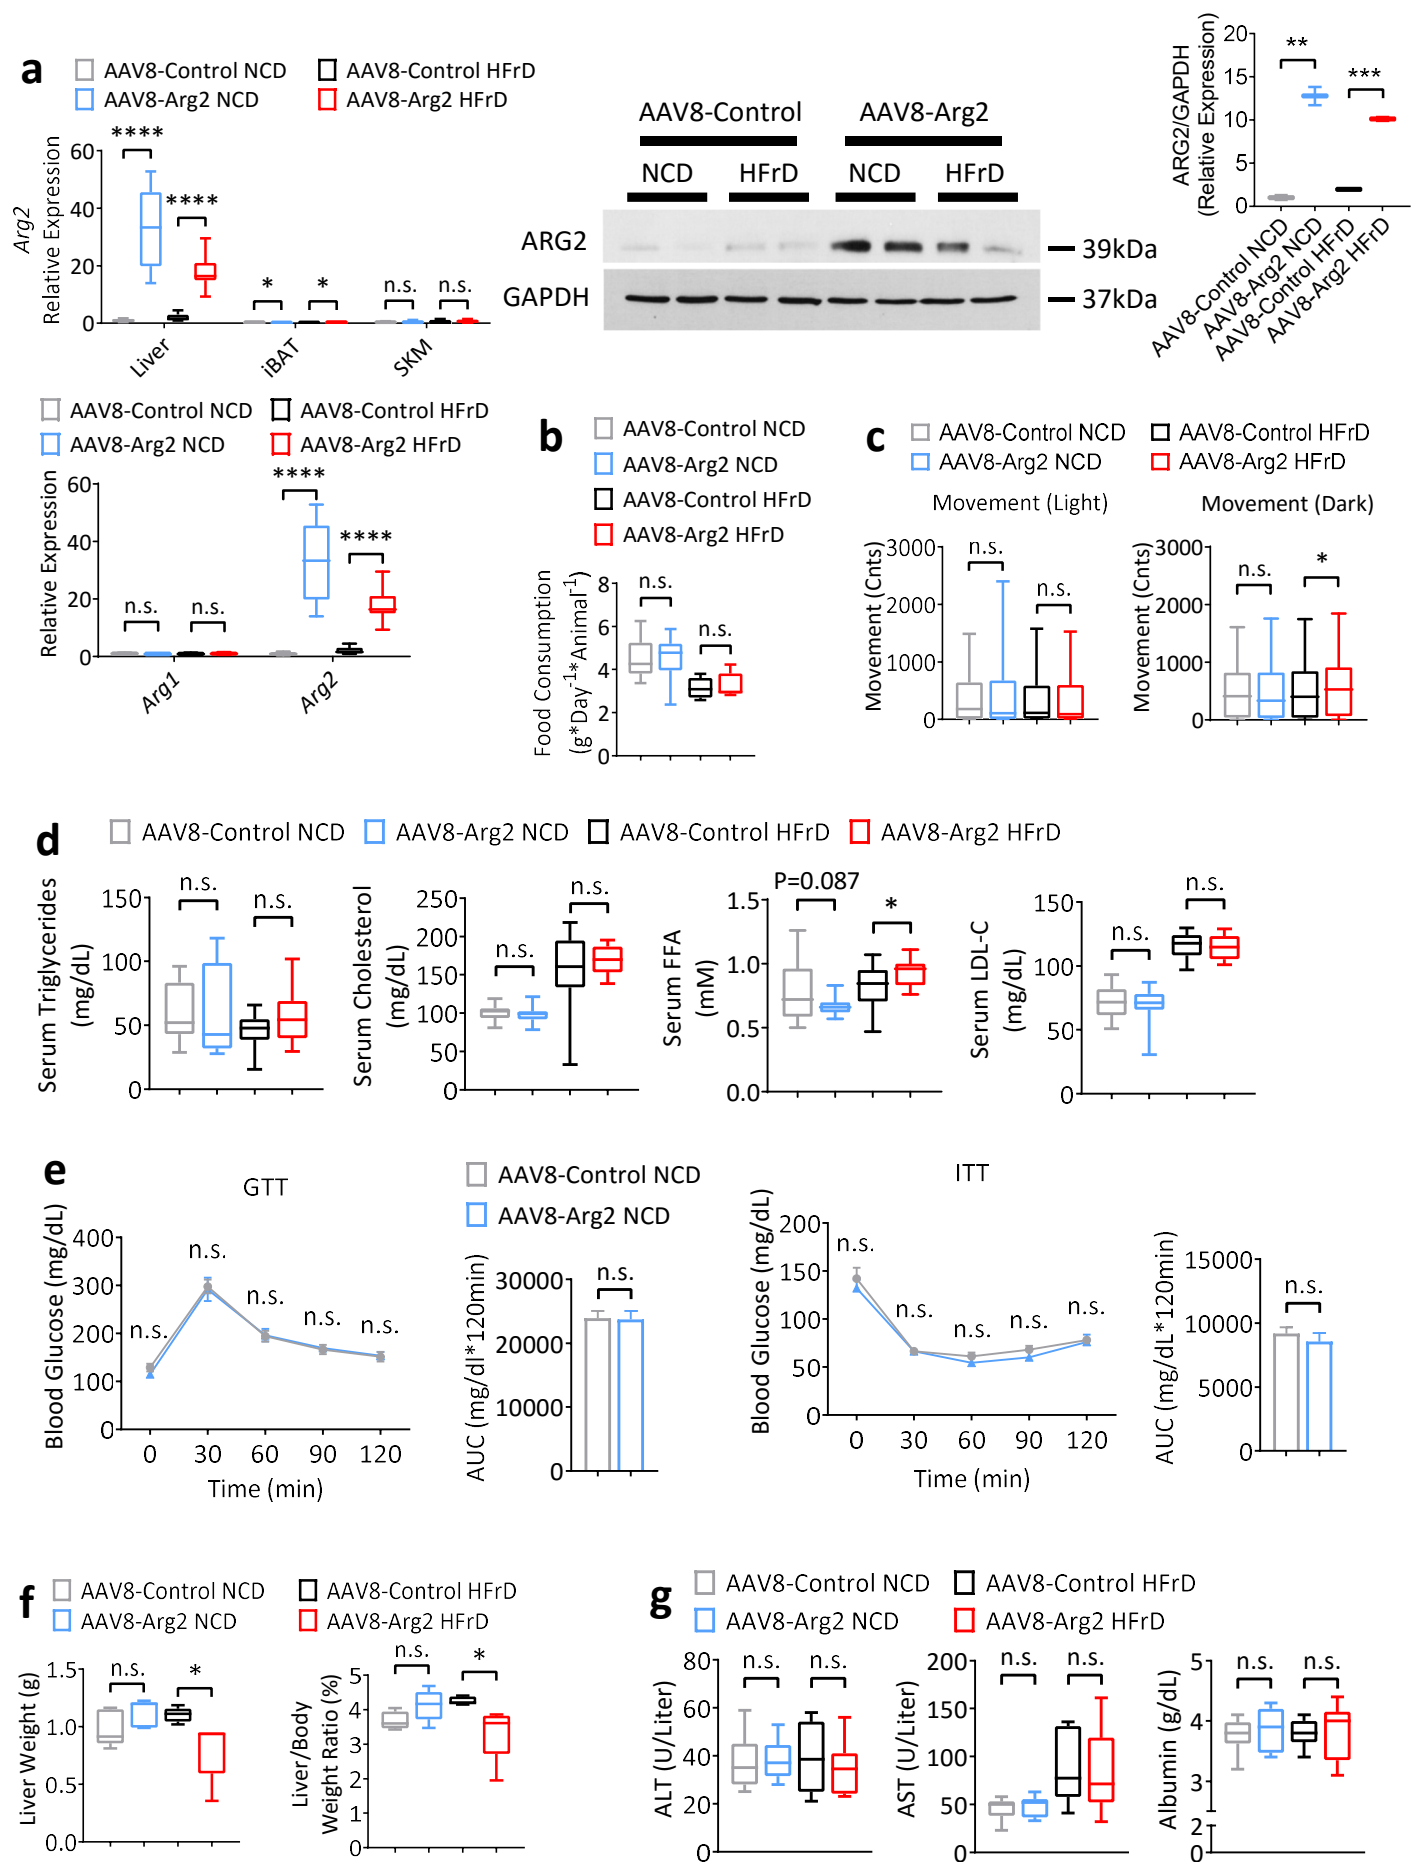 a
AAV8-Control NCD
AAV8-Control HFrD
AAV8-Arg2 NCD
AAV8-Arg2 HFrD
Arg2
Relative Expression
60
40
20
0
****
****
*
*
n.s.
n.s.
Liver
iBAT
SKM
AAV8-Control
AAV8-Arg2
NCD
HFrD
NCD
HFrD
ARG2
39kDa
GAPDH
37kDa
ARG2/GAPDH
(Relative Expression)
20
15
10
5
0
**
***
AAV8-Control NCD
AAV8-Arg2 NCD
AAV8-Control HFrD
AAV8-Arg2 HFrD
AAV8-Control NCD
AAV8-Control HFrD
AAV8-Arg2 NCD
AAV8-Arg2 HFrD
Relative Expression
60
40
20
0
n.s.
n.s.
****
****
Arg1
Arg2
b
AAV8-Control NCD
AAV8-Arg2 NCD
AAV8-Control HFrD
AAV8-Arg2 HFrD
Food Consumption
(g*Day-1*Animal-1)
8
6
4
2
0
n.s.
n.s.
c
AAV8-Control NCD
AAV8-Control HFrD
AAV8-Arg2 NCD
AAV8-Arg2 HFrD
Movement (Light)
Movement (Cnts)
3000
2000
1000
0
n.s.
n.s.
Movement (Dark)
Movement (Cnts)
3000
2000
1000
0
n.s.
*
d
AAV8-Control NCD
AAV8-Arg2 NCD
AAV8-Control HFrD
AAV8-Arg2 HFrD
Serum Triglycerides
(mg/dL)
150
100
50
0
n.s.
n.s.
Serum Cholesterol
(mg/dL)
250
200
150
100
50
0
n.s.
n.s.
Serum FFA
(mM)
1.5
1.0
0.5
0.0
P=0.087
*
Serum LDL-C
(mg/dL)
150
100
50
0
n.s.
n.s.
e
GTT
Blood Glucose (mg/dL)
400
300
200
100
0
n.s.
n.s.
n.s.
n.s.
n.s.
0
30
60
90
120
Time (min)
AAV8-Control NCD
AAV8-Arg2 NCD
AUC (mg/dl*120min)
30000
20000
10000
0
n.s.
ITT
Blood Glucose (mg/dL)
200
150
100
50
0
n.s.
n.s.
n.s.
n.s.
n.s.
0
30
60
90
120
Time (min)
AUC (mg/dL*120min)
15000
10000
5000
0
n.s.
f
AAV8-Control NCD
AAV8-Control HFrD
AAV8-Arg2 NCD
AAV8-Arg2 HFrD
Liver Weight (g)
1.5
1.0
0.5
0.0
n.s.
*
Liver/Body
Weight Ratio (%)
5
4
3
2
1
0
n.s.
*
g
AAV8-Control NCD
AAV8-Control HFrD
AAV8-Arg2 NCD
AAV8-Arg2 HFrD
ALT (U/Liter)
80
60
40
20
0
n.s.
n.s.
AST (U/Liter)
200
150
100
50
0
n.s.
n.s.
Albumin (g/dL)
5
4
3
2
0
n.s.
n.s.